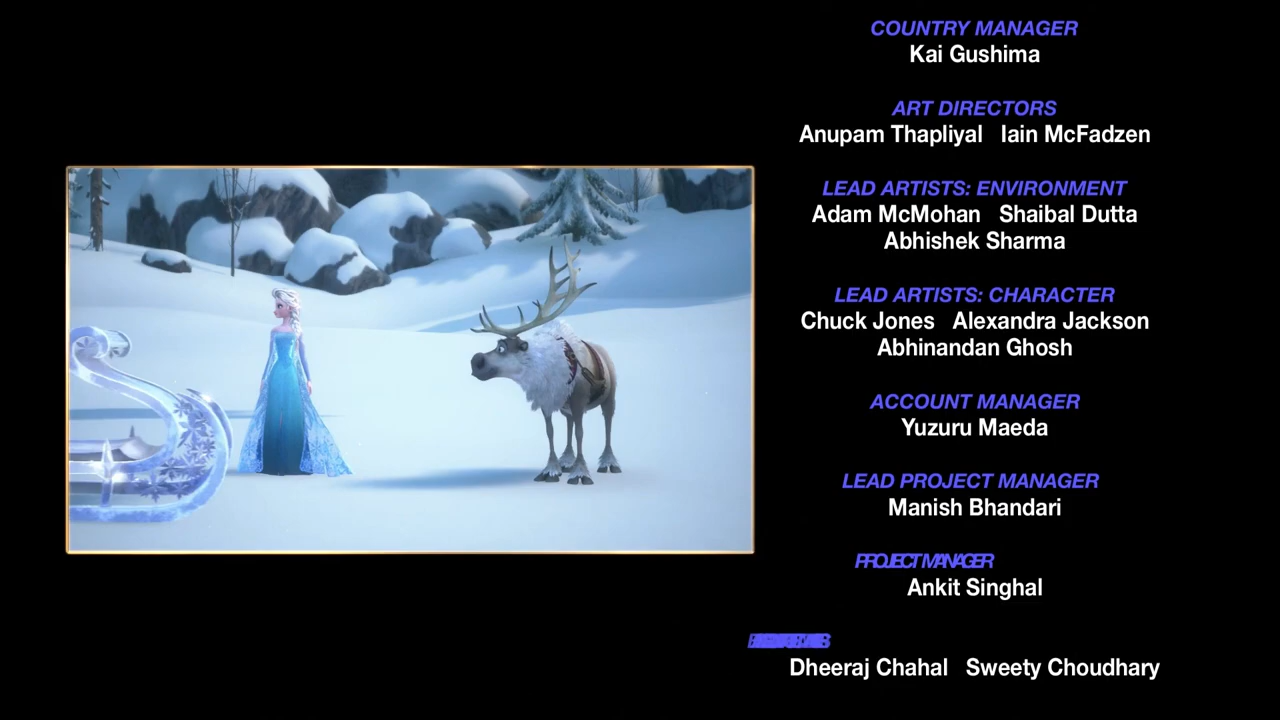 COUNTRY MANAGER
Kai Gushima
ART DIRECTORS
Anupam Thapliyal Iain McFadzen
LEAD ARTISTS: ENVIRONMENT
Adam McMohan Shaibal Dutta
Abhishek Sharma
LEAD ARTISTS: CHARACTER
Chuck Jones Alexandra Jackson
Abhinandan Ghosh
ACCOUNT MANAGER
Yuzuru Maeda
LEAD PROJECT MANAGER
Manish Bhandari
PROJECT MANAGER
Ankit Singhal
Dheeraj Chahal Sweety Choudhary